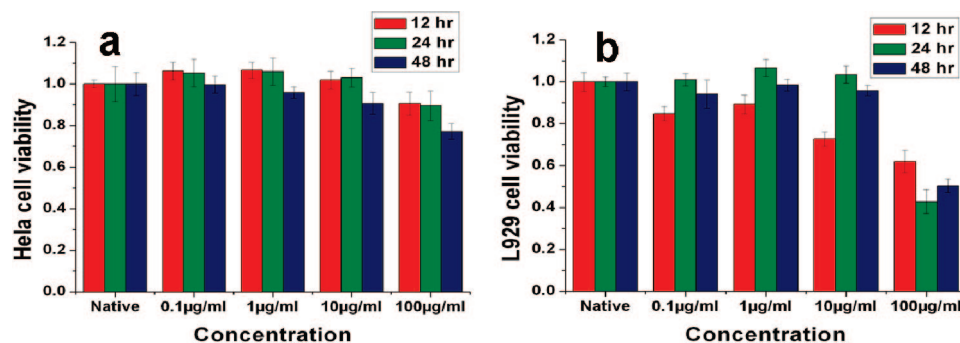 a
12 hr
24 hr
48 hr
1.2
1.0
0.8
0.6
0.4
0.2
0.0
Hela cell viability
Native 0.1µg/ml 1µg/ml 10µg/ml 100µg/ml
Concentration
b
12 hr
24 hr
48 hr
1.2
1.0
0.8
0.6
0.4
0.2
0.0
L929 cell viability
Native 0.1µg/ml 1µg/ml 10µg/ml 100µg/ml
Concentration